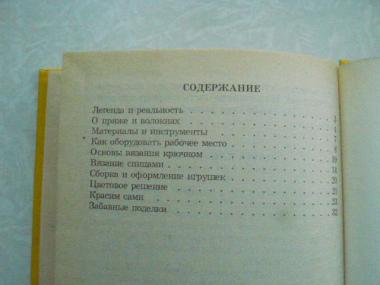 СОДЕРЖАНИЕ
Легенда и реальность
О пряже и волокнах
Материалы и инструменты
Как оборудовать рабочее место
Основы вязания крючком
Вязание спицами
Сборка и оформление игрушек
Цветовое решение
Красим сами
Забавные поделки